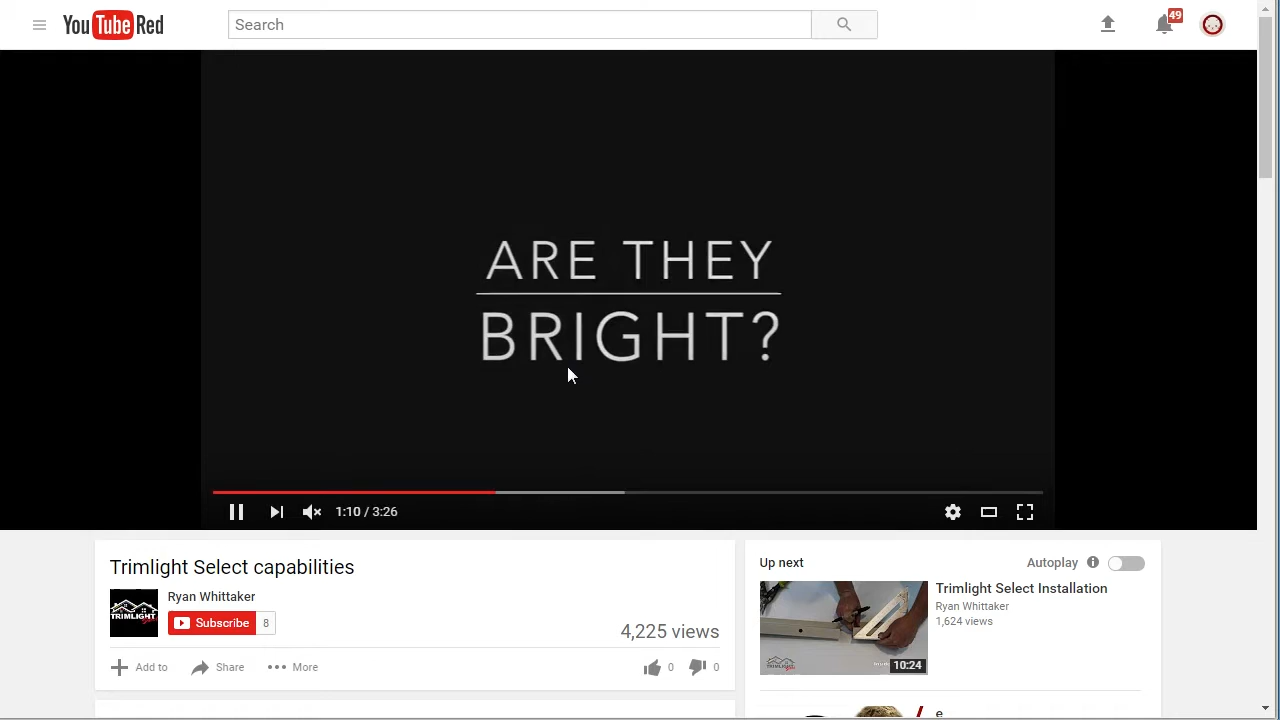 YouTube Red
Search
49
ARE THEY
BRIGHT?
1:10 / 3:26
Trimlight Select capabilities
Ryan Whittaker
TRIMLIGHT
Subscribe 8
4,225 views
Add to
Share
More
0
0
Up next
Autoplay
Trimlight Select Installation
Ryan Whittaker
1,624 views
TRIMLIGHT
10:24
e